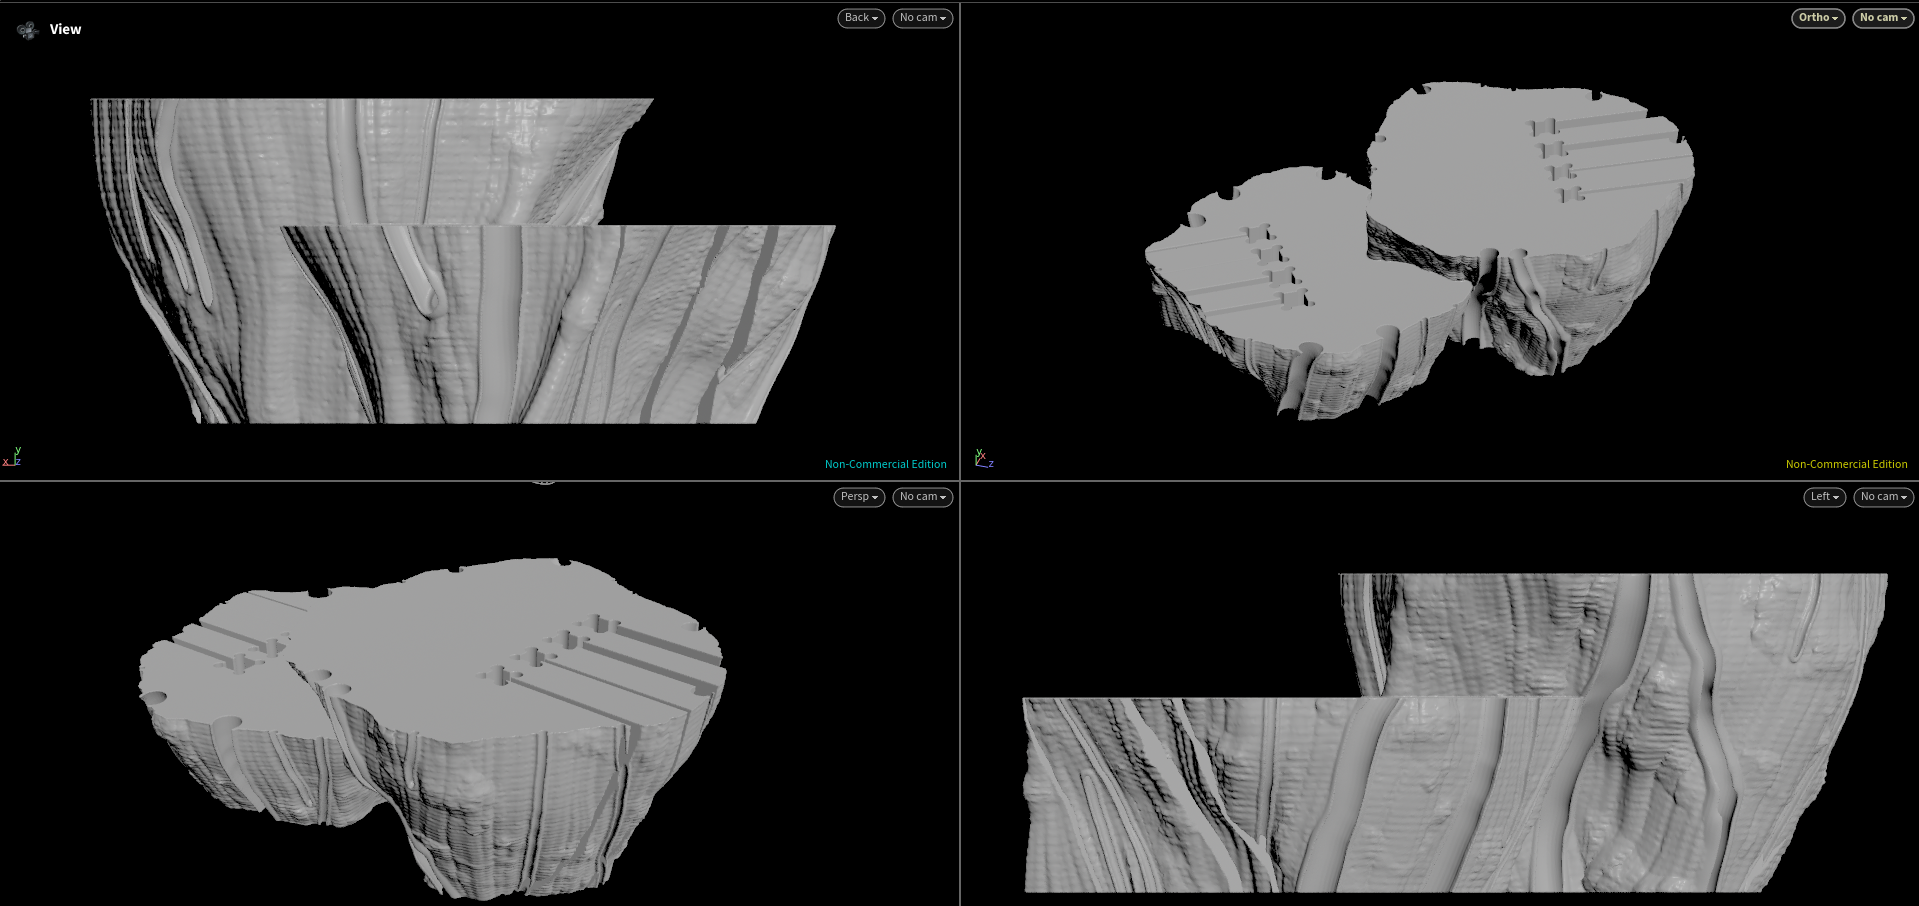 View
Back
No cam
Ortho
No cam
y
x
z
Non-Commercial Edition
y
x
z
Non-Commercial Edition
Persp
No cam
Left
No cam